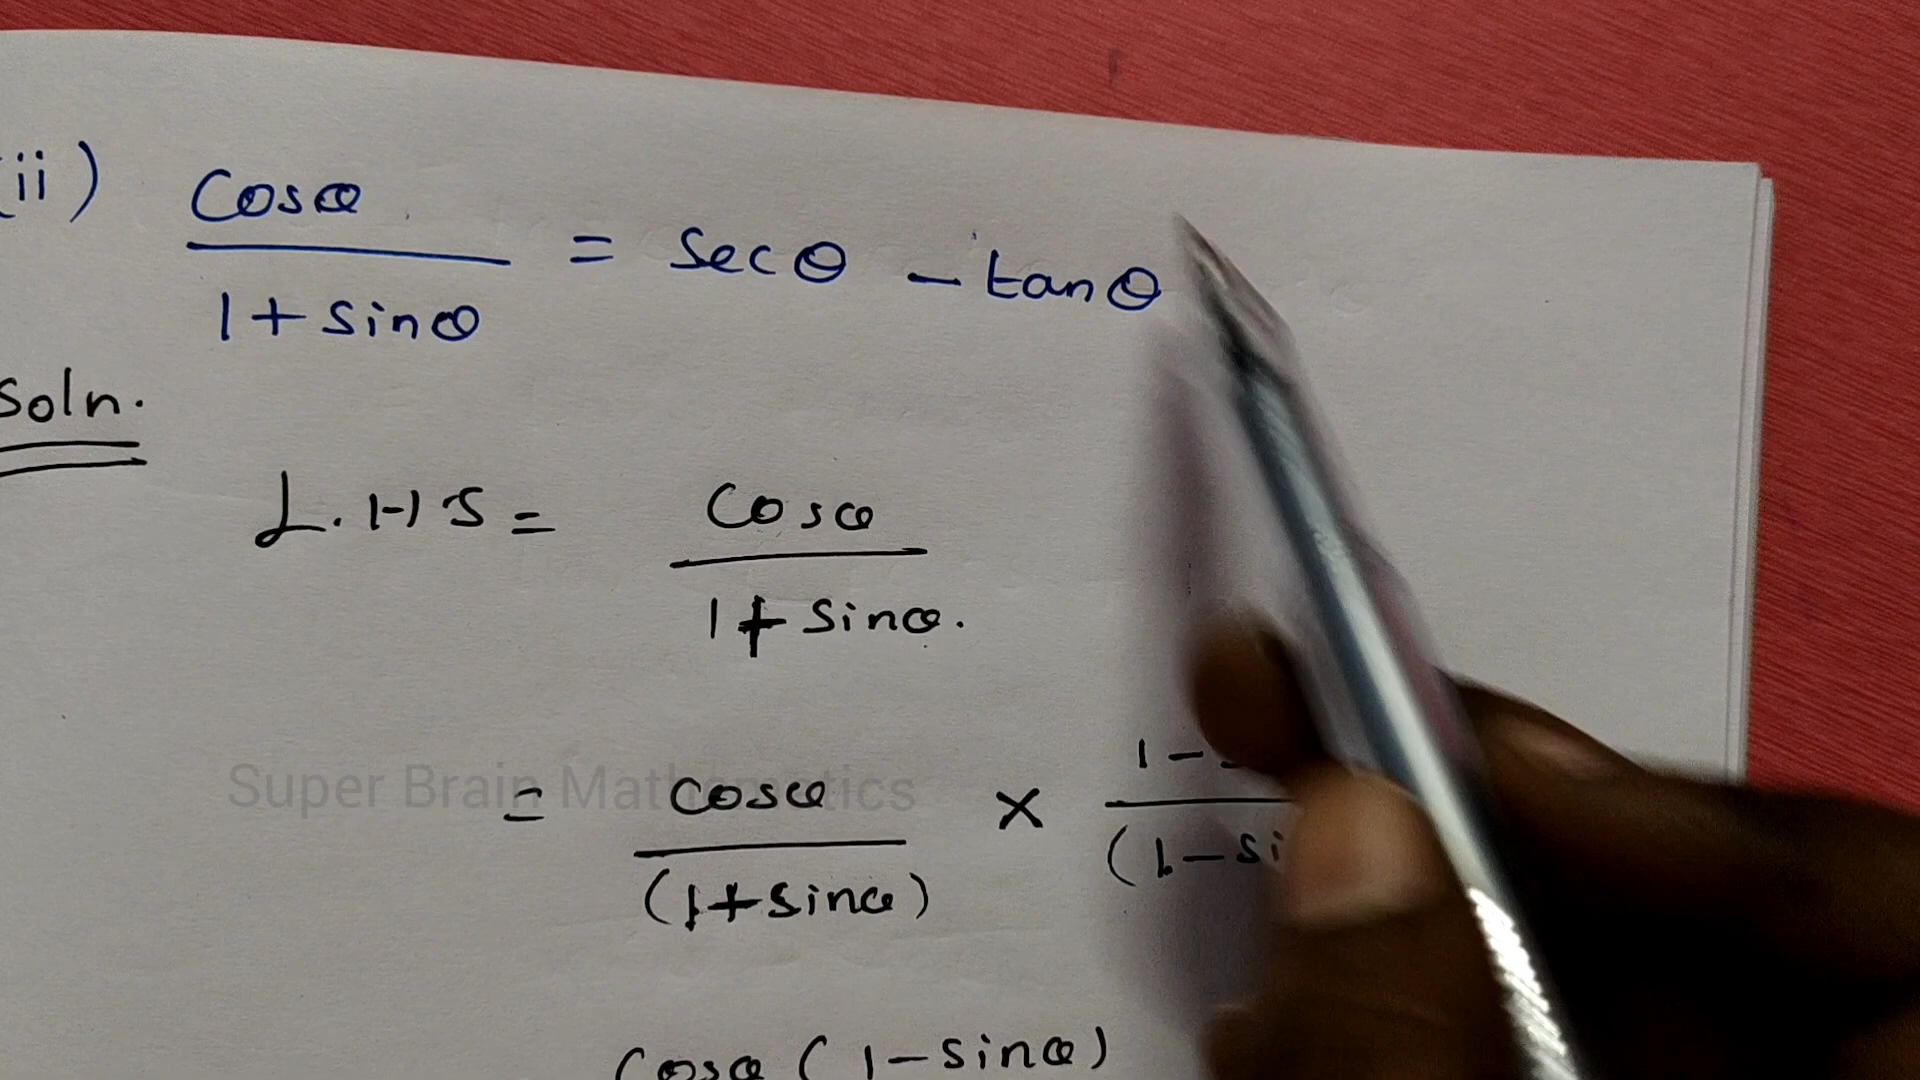 (ii) cosθ
= secθ - tanθ
1 + sinθ
Soln.
L.H.S = cosθ
1 + sinθ.
= cosθ × 1 -
(1 + sinθ) (1 - si
Super Brain Mathematics
cosθ (1 - sinθ)